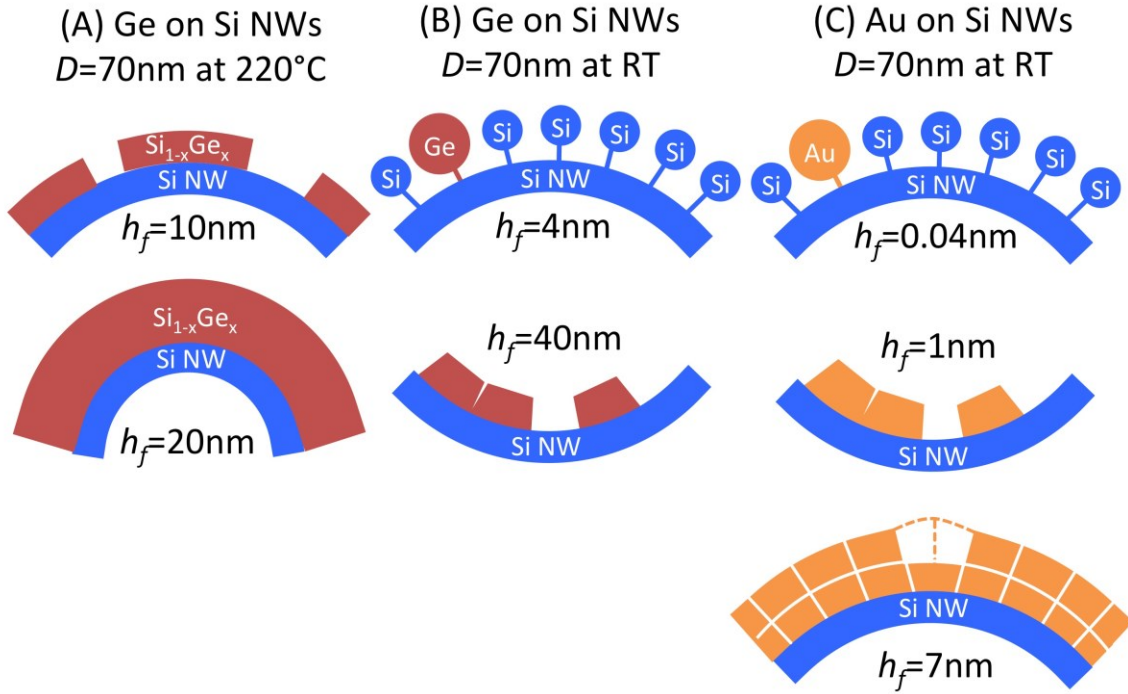 (A) Ge on Si NWs
D=70nm at 220°C
Si1-xGex
Si NW
hf=10nm
Si1-xGex
Si NW
hf=20nm
(B) Ge on Si NWs
D=70nm at RT
Si
Ge
Si
Si
Si
Si
Si
Si NW
hf=4nm
hf=40nm
Si NW
(C) Au on Si NWs
D=70nm at RT
Si
Au
Si
Si
Si
Si
Si
Si NW
hf=0.04nm
hf=1nm
Si NW
Si NW
hf=7nm